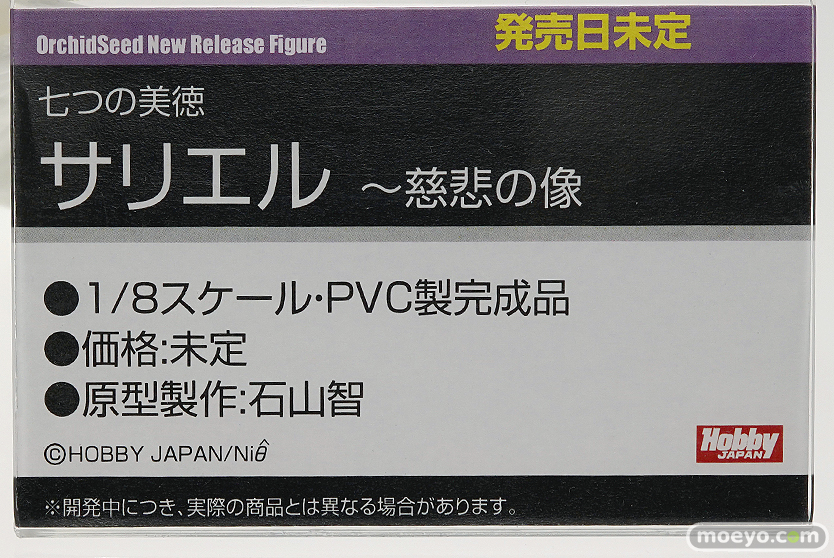 OrchidSeed New Release Figure
発売日未定
七つの美徳
サリエル ～慈悲の像
●1/8スケール・PVC製完成品
●価格:未定
●原型製作:石山智
©HOBBY JAPAN/Niθ̂
Hobby
JAPAN
※開発中につき、実際の商品とは異なる場合があります。
moeyo.com